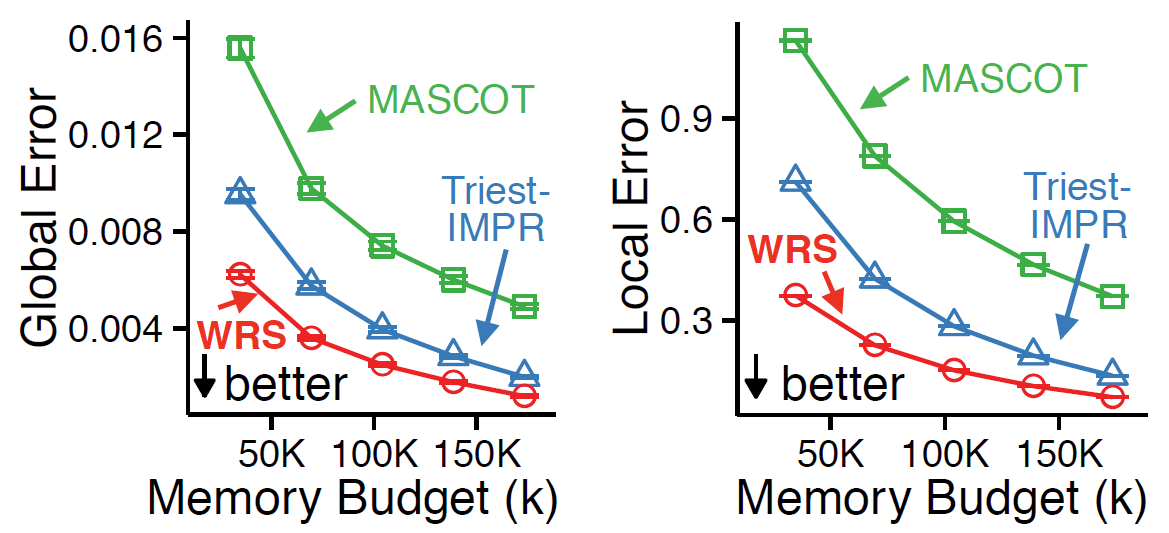 Global Error
0.016
0.012
0.008
0.004
MASCOT
Triest-
IMPR
WRS
better
50K 100K 150K
Memory Budget (k)
Local Error
0.9
0.6
0.3
MASCOT
Triest-
IMPR
WRS
better
50K 100K 150K
Memory Budget (k)